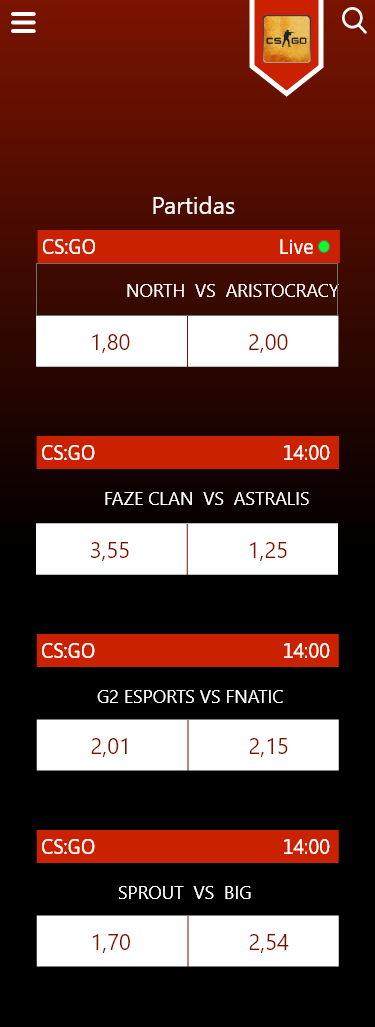 CS GO
Partidas
CS:GO Live
NORTH VS ARISTOCRACY
1,80 2,00
CS:GO 14:00
FAZE CLAN VS ASTRALIS
3,55 1,25
CS:GO 14:00
G2 ESPORTS VS FNATIC
2,01 2,15
CS:GO 14:00
SPROUT VS BIG
1,70 2,54